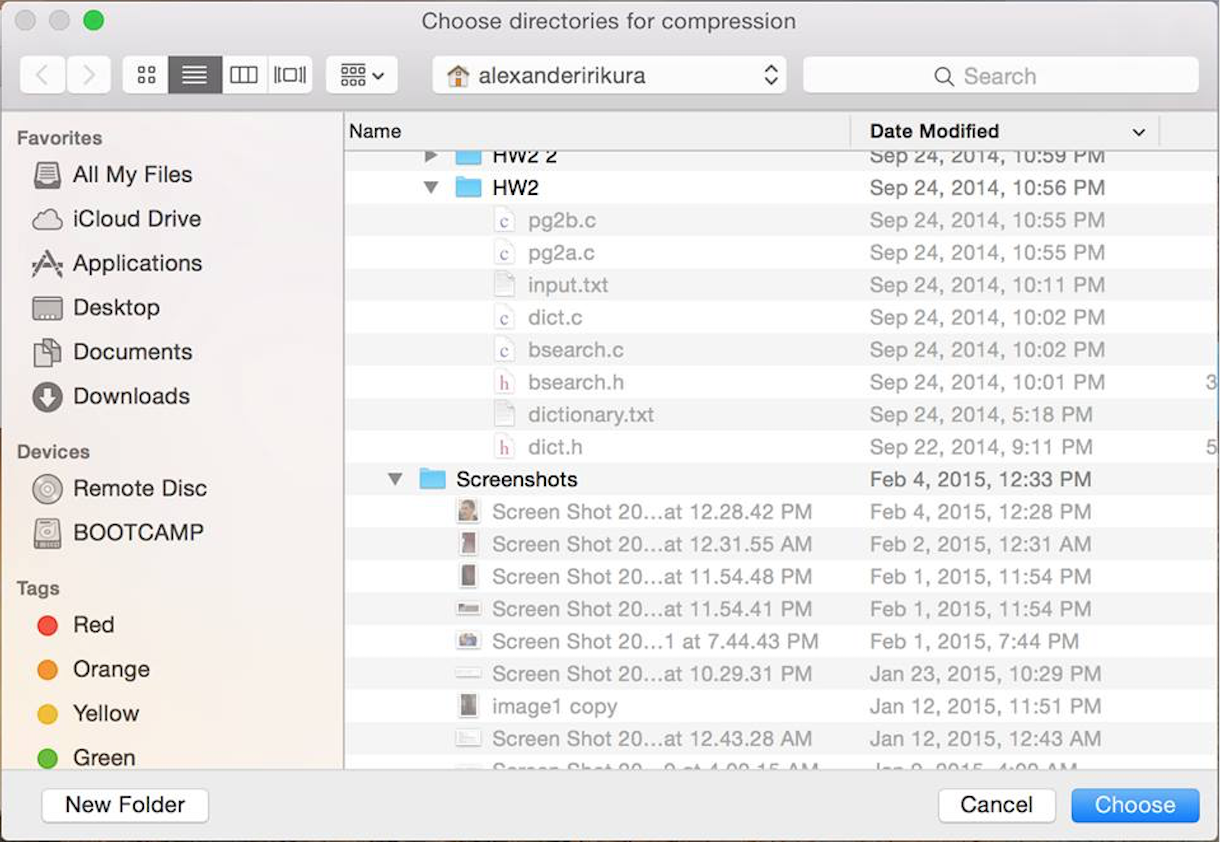 Choose directories for compression
alexanderirikura
Search
Favorites
All My Files
iCloud Drive
Applications
Desktop
Documents
Downloads
Devices
Remote Disc
BOOTCAMP
Tags
Red
Orange
Yellow
Green
Name Date Modified
HW2 2 Sep 24, 2014, 10:59 PM
HW2 Sep 24, 2014, 10:56 PM
c pg2b.c Sep 24, 2014, 10:55 PM
c pg2a.c Sep 24, 2014, 10:55 PM
input.txt Sep 24, 2014, 10:11 PM
c dict.c Sep 24, 2014, 10:02 PM
c bsearch.c Sep 24, 2014, 10:02 PM
h bsearch.h Sep 24, 2014, 10:01 PM 3
dictionary.txt Sep 24, 2014, 5:18 PM
h dict.h Sep 22, 2014, 9:11 PM 5
Screenshots Feb 4, 2015, 12:33 PM
Screen Shot 20...at 12.28.42 PM Feb 4, 2015, 12:28 PM
Screen Shot 20...at 12.31.55 AM Feb 2, 2015, 12:31 AM
Screen Shot 20...at 11.54.48 PM Feb 1, 2015, 11:54 PM
Screen Shot 20...at 11.54.41 PM Feb 1, 2015, 11:54 PM
Screen Shot 20...1 at 7.44.43 PM Feb 1, 2015, 7:44 PM
Screen Shot 20...at 10.29.31 PM Jan 23, 2015, 10:29 PM
image1 copy Jan 12, 2015, 11:51 PM
Screen Shot 20...at 12.43.28 AM Jan 12, 2015, 12:43 AM
New Folder
Cancel
Choose